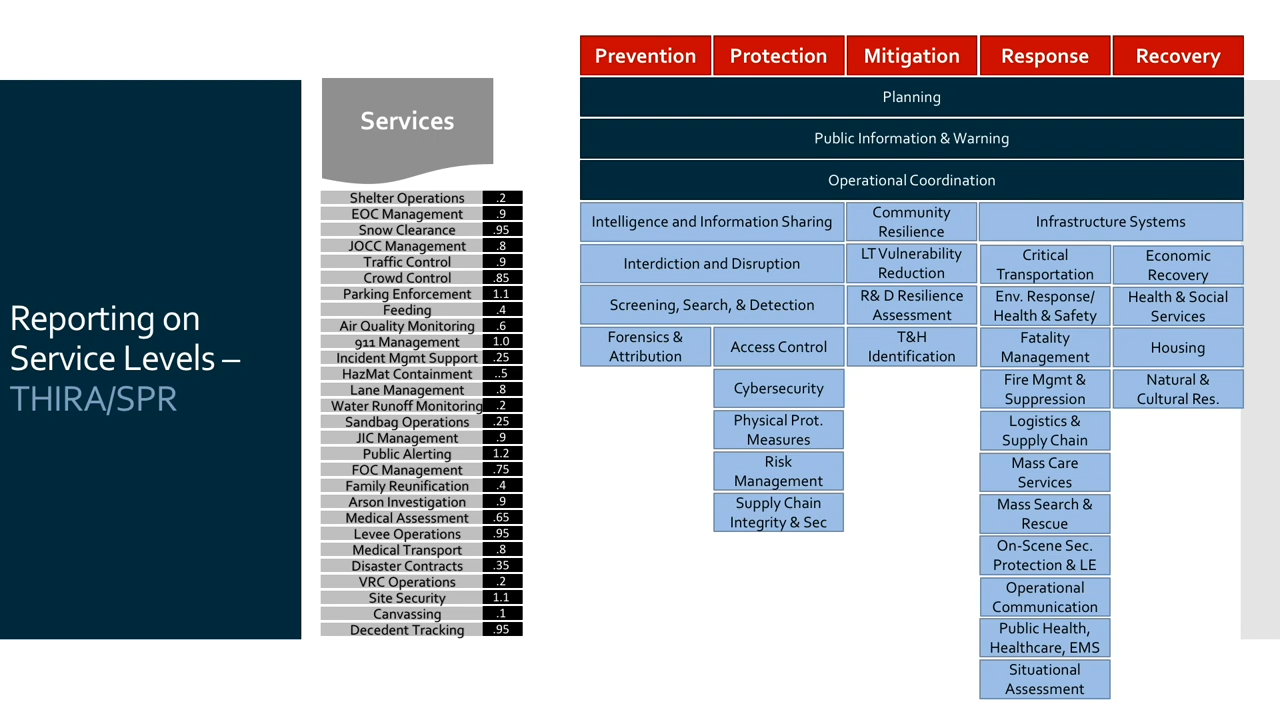 Reporting on
Service Levels –
THIRA/SPR
Services
Shelter Operations .2
EOC Management .9
Snow Clearance .95
JOCC Management .8
Traffic Control .9
Crowd Control .85
Parking Enforcement 1.1
Feeding .4
Air Quality Monitoring .6
911 Management 1.0
Incident Mgmt Support .25
HazMat Containment ..5
Lane Management .8
Water Runoff Monitoring .2
Sandbag Operations .25
JIC Management .9
Public Alerting 1.2
FOC Management .75
Family Reunification .4
Arson Investigation .9
Medical Assessment .65
Levee Operations .95
Medical Transport .8
Disaster Contracts .35
VRC Operations .2
Site Security 1.1
Canvassing .1
Decedent Tracking .95
Prevention Protection Mitigation Response Recovery
Planning
Public Information & Warning
Operational Coordination
Intelligence and Information Sharing
Interdiction and Disruption
Screening, Search, & Detection
Forensics &
Attribution
Access Control
Cybersecurity
Physical Prot.
Measures
Risk
Management
Supply Chain
Integrity & Sec
Community
Resilience
LT Vulnerability
Reduction
R& D Resilience
Assessment
T&H
Identification
Infrastructure Systems
Critical
Transportation
Env. Response/
Health & Safety
Fatality
Management
Fire Mgmt &
Suppression
Logistics &
Supply Chain
Mass Care
Services
Mass Search &
Rescue
On-Scene Sec.
Protection & LE
Operational
Communication
Public Health,
Healthcare, EMS
Situational
Assessment
Economic
Recovery
Health & Social
Services
Housing
Natural &
Cultural Res.